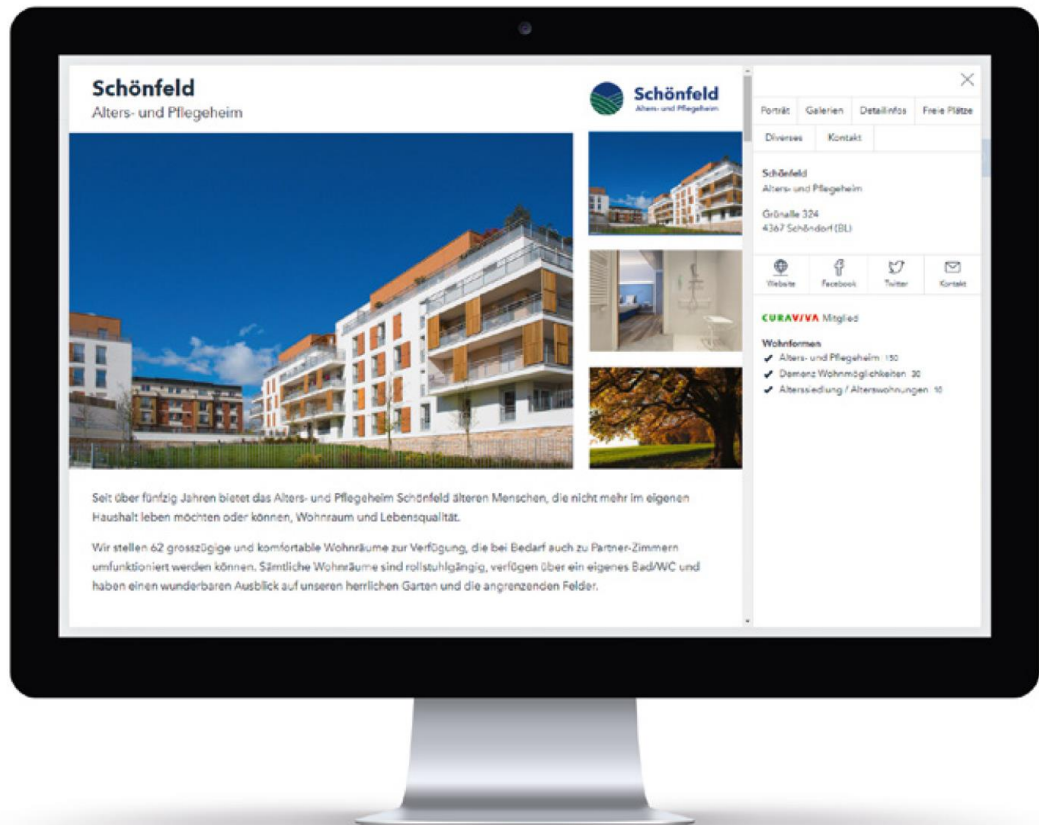 Schönfeld
Alters- und Pflegeheim
Schönfeld
Alters- und Pflegeheim
Seit über fünfzig Jahren bietet das Alters- und Pflegeheim Schönfeld älteren Menschen, die nicht mehr im eigenen
Haushalt leben möchten oder können, Wohnraum und Lebensqualität.
Wir stellen 62 grosszügige und komfortable Wohnräume zur Verfügung, die bei Bedarf auch zu Partner-Zimmern
umfunktioniert werden können. Sämtliche Wohnräume sind rollstuhlgängig, verfügen über ein eigenes Bad/WC und
haben einen wunderbaren Ausblick auf unseren herrlichen Garten und die angrenzenden Felder.
Porträt Galerien Detailinfos Freie Plätze
Diverses Kontakt
Schönfeld
Alters- und Pflegeheim
Grünalle 324
4367 Schöndorf (BL)
Website Facebook Twitter Kontakt
CURAVIVA Mitglied
Wohnformen
Alters- und Pflegeheim 150
Demenz Wohnmöglichkeiten 30
Alterssiedlung / Alterswohnungen 10